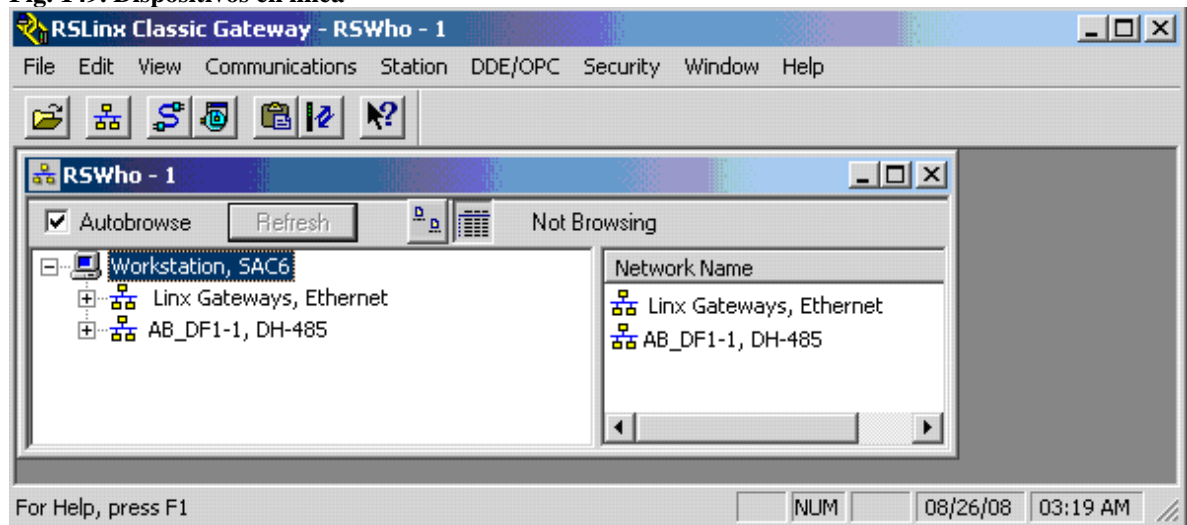 Fig. 149. Dispositivos en línea
RSLinx Classic Gateway - RSWho - 1
File Edit View Communications Station DDE/OPC Security Window Help
RSWho - 1
Autobrowse Refresh Not Browsing
Workstation, SAC6
Linx Gateways, Ethernet
AB_DF1-1, DH-485
Network Name
Linx Gateways, Ethernet
AB_DF1-1, DH-485
For Help, press F1 NUM 08/26/08 03:19 AM